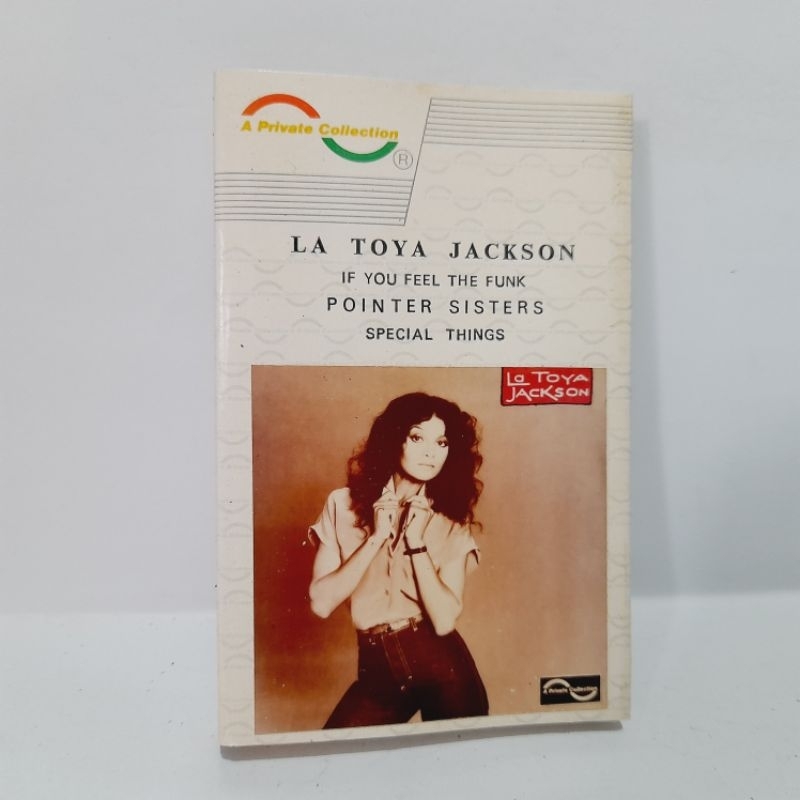 A Private Collection
®
LA TOYA JACKSON
IF YOU FEEL THE FUNK
POINTER SISTERS
SPECIAL THINGS
La TOYA
JACKSON
A Private Collection